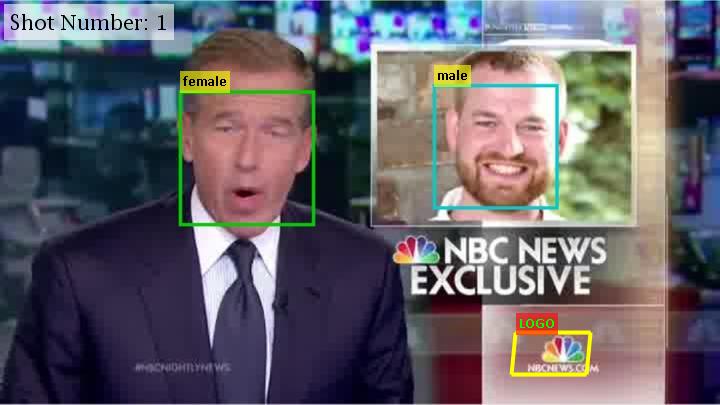 Shot Number: 1
female
male
NBC NEWS
EXCLUSIVE
LOGO
NBCNEWS.COM
#NBCNIGHTLYNEWS